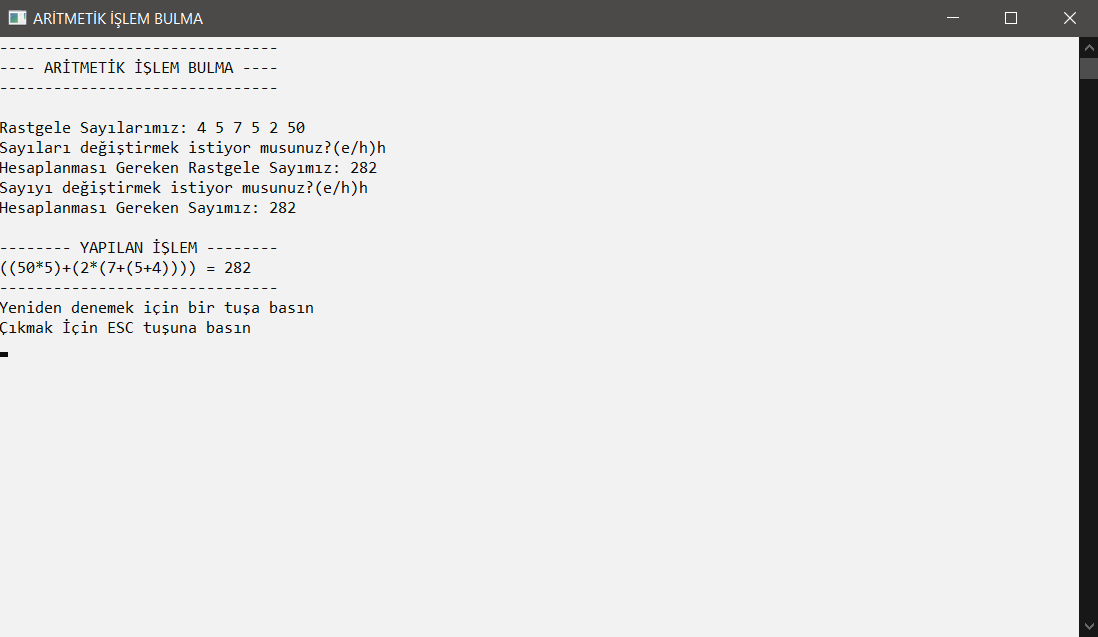 ARİTMETİK İŞLEM BULMA
-------------------------------
---- ARİTMETİK İŞLEM BULMA ----
-------------------------------
Rastgele Sayılarımız: 4 5 7 5 2 50
Sayıları değiştirmek istiyor musunuz?(e/h)h
Hesaplanması Gereken Rastgele Sayımız: 282
Sayıyı değiştirmek istiyor musunuz?(e/h)h
Hesaplanması Gereken Sayımız: 282
-------- YAPILAN İŞLEM --------
((50*5)+(2*(7+(5+4)))) = 282
-------------------------------
Yeniden denemek için bir tuşa basın
Çıkmak İçin ESC tuşuna basın